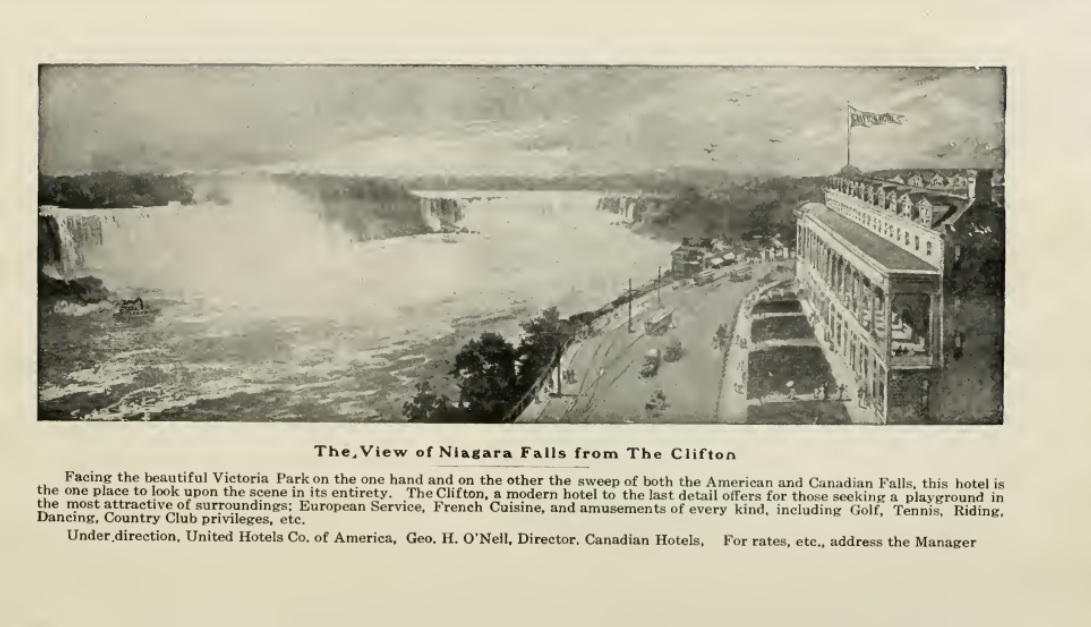 The View of Niagara Falls from The Clifton
Facing the beautiful Victoria Park on the one hand and on the other the sweep of both the American and Canadian Falls, this hotel is
the one place to look upon the scene in its entirety. The Clifton, a modern hotel to the last detail offers for those seeking a playground in
the most attractive of surroundings; European Service, French Cuisine, and amusements of every kind, including Golf, Tennis, Riding,
Dancing, Country Club privileges, etc.
Under direction, United Hotels Co. of America, Geo. H. O'Neil, Director, Canadian Hotels, For rates, etc., address the Manager